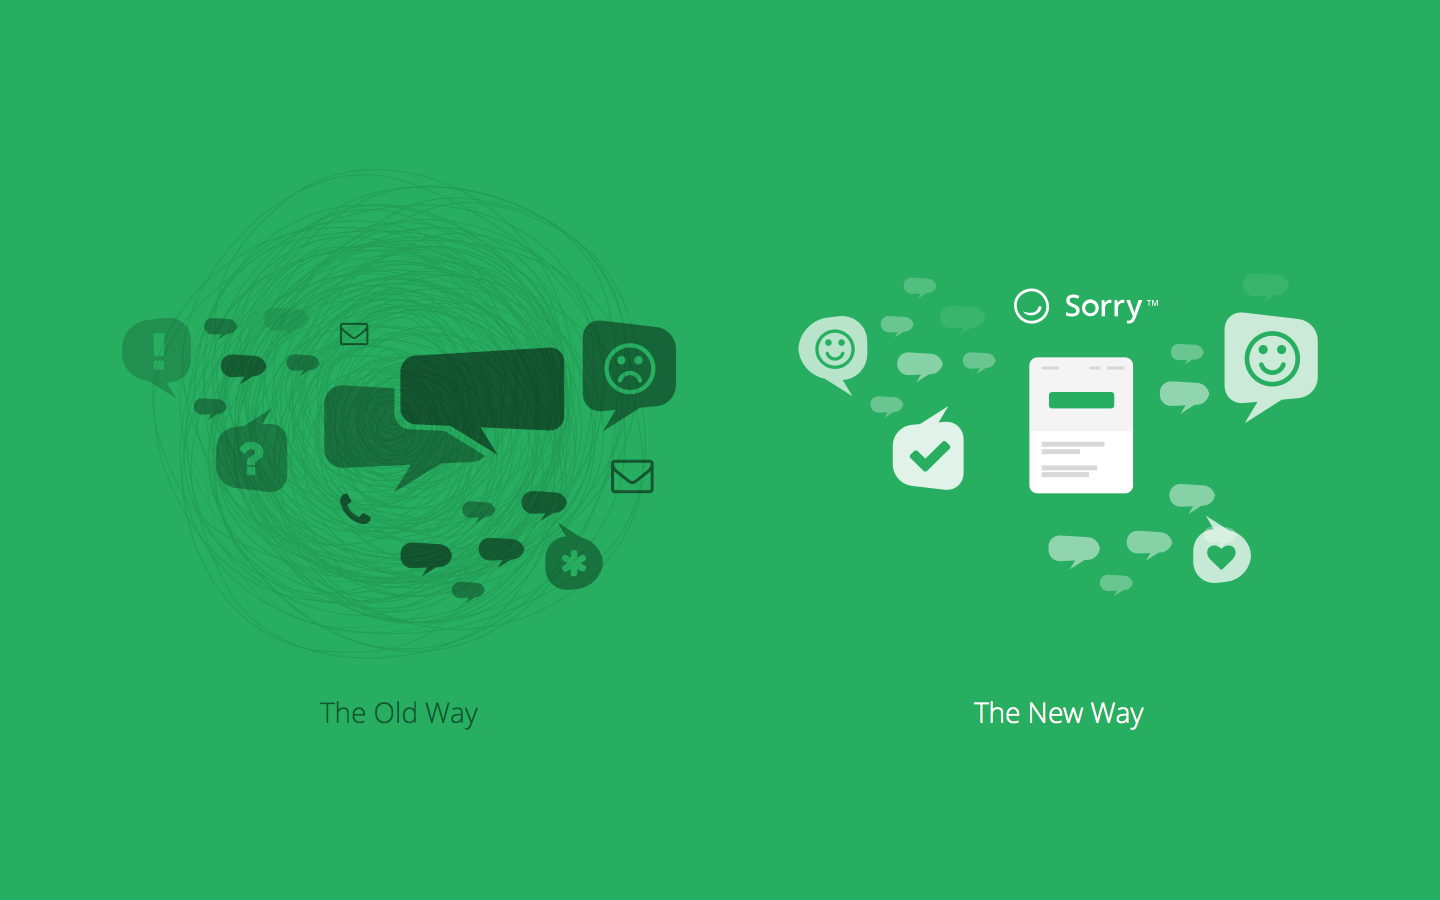 !
?
*
Sorry™
The Old Way
The New Way